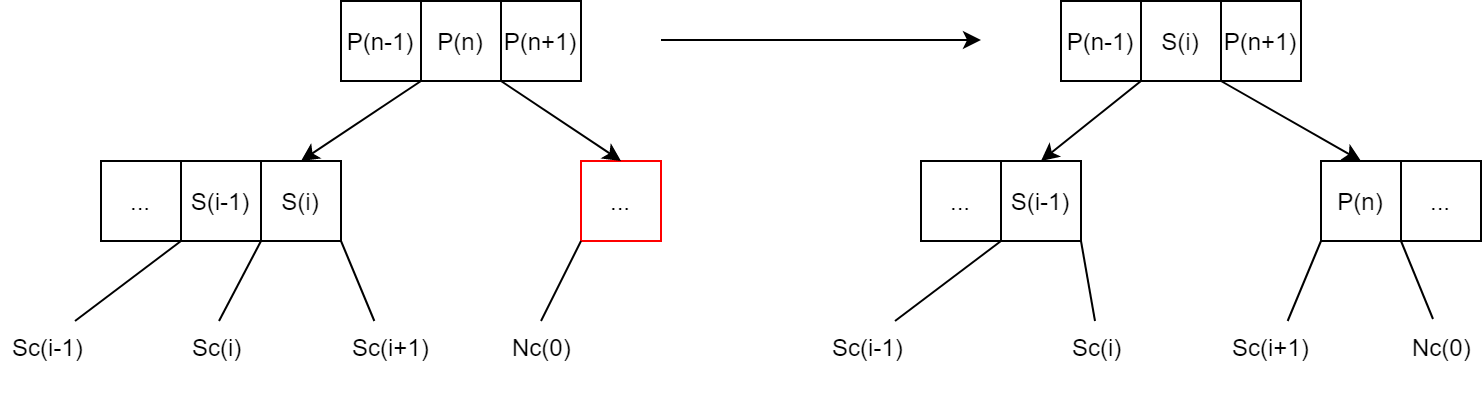 P(n-1) P(n) P(n+1)
P(n-1) S(i) P(n+1)
... S(i-1) S(i)
...
... S(i-1)
P(n) ...
Sc(i-1) Sc(i) Sc(i+1) Nc(0)
Sc(i-1) Sc(i) Sc(i+1) Nc(0)